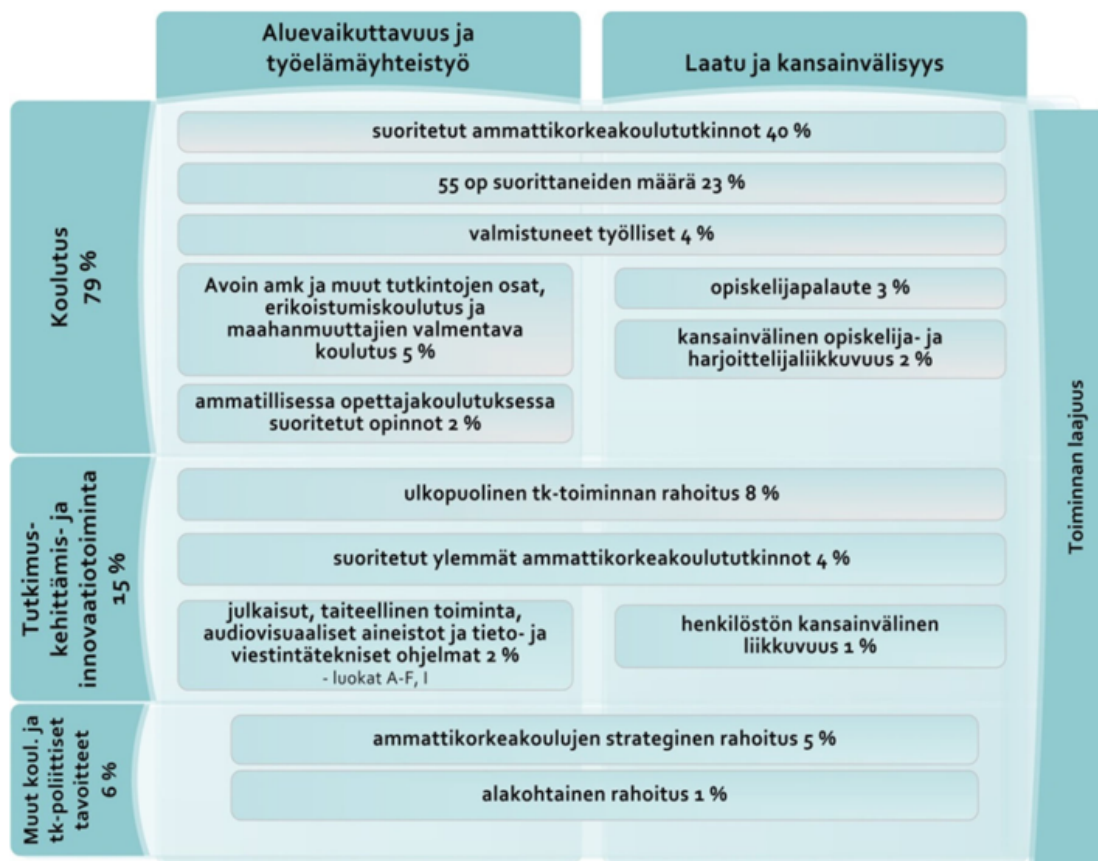 Aluevaikuttavuus ja
työelämäyhteistyö
Laatu ja kansainvälisyys
Koulutus
79 %
suoritetut ammattikorkeakoulututkinnot 40 %
55 op suorittaneiden määrä 23 %
valmistuneet työlliset 4 %
Avoin amk ja muut tutkintojen osat,
erikoistumiskoulutus ja
maahanmuuttajien valmentava
koulutus 5 %
opiskelijapalaute 3 %
kansainvälinen opiskelija- ja
harjoittelijaliikkuvuus 2 %
ammatillisessa opettajakoulutuksessa
suoritetut opinnot 2 %
Tutkimus-
kehittämis- ja
innovaatiotoiminta
15 %
ulkopuolinen tk-toiminnan rahoitus 8 %
suoritetut ylemmät ammattikorkeakoulututkinnot 4 %
julkaisut, taiteellinen toiminta,
audiovisuaaliset aineistot ja tieto- ja
viestintätekniset ohjelmat 2 %
- luokat A-F, I
henkilöstön kansainvälinen
liikkuvuus 1 %
Muut koul. ja
tk-poliittiset
tavoitteet
6 %
ammattikorkeakoulujen strateginen rahoitus 5 %
alakohtainen rahoitus 1 %
Toiminnan laajuus